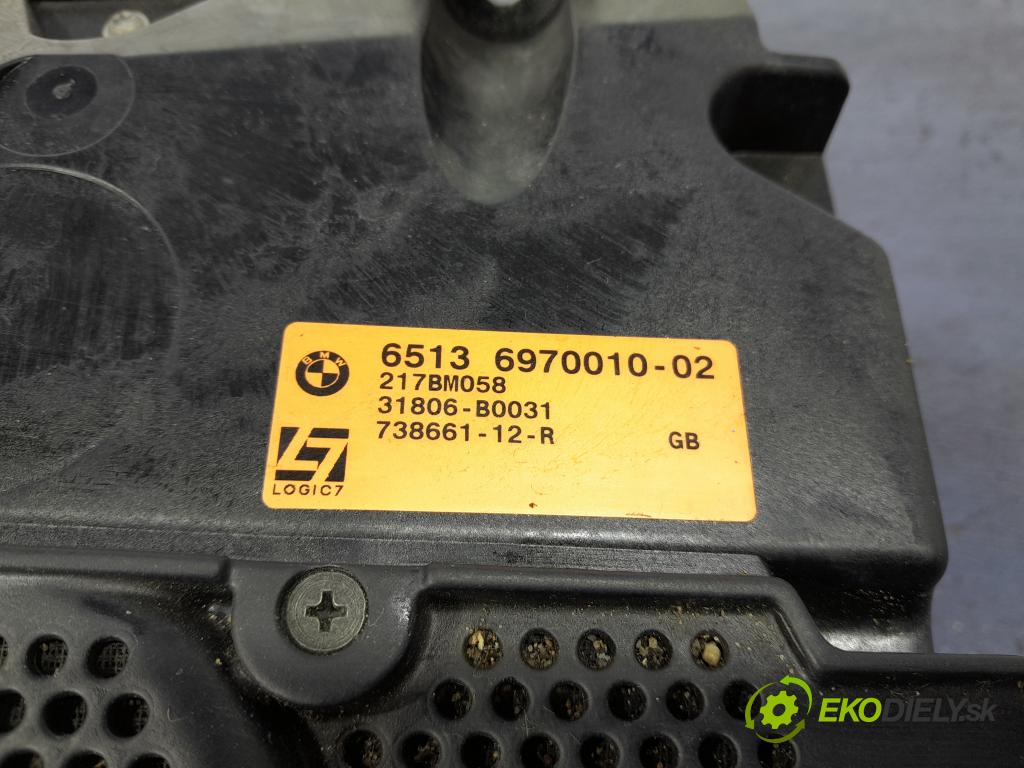 BMW
6513 6970010-02
217BM058
31806-B0031
738661-12-R GB
L7
LOGIC7
EKODIELY.sk